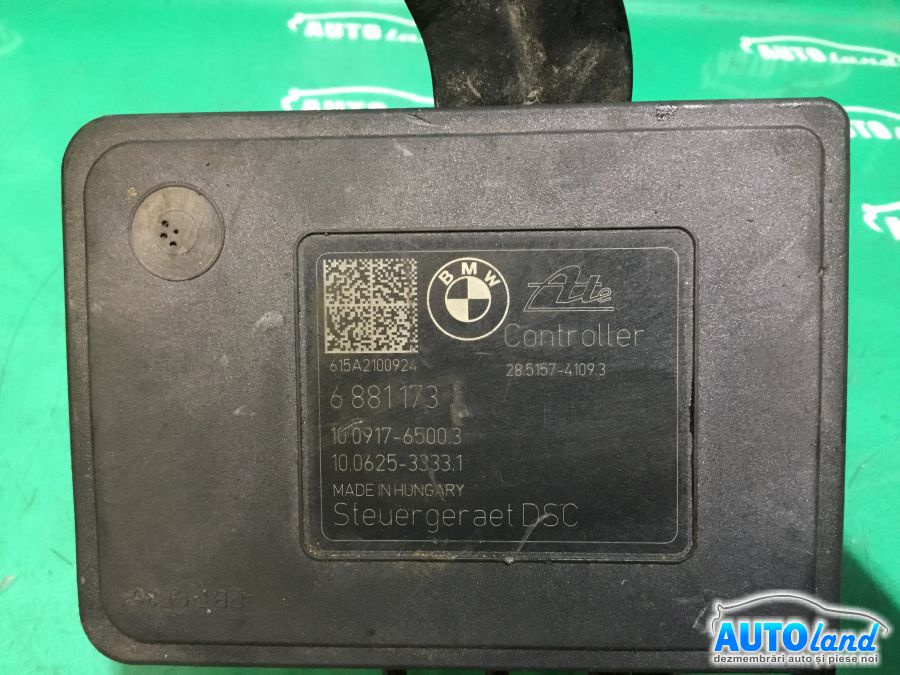 BMW
Ate
Controller
615A2100924
28.5157-4109.3
6 881 173
10.0917-6500.3
10.0625-3333.1
MADE IN HUNGARY
Steuergeraet DSC
AUTOland
dezmembrări auto și piese noi